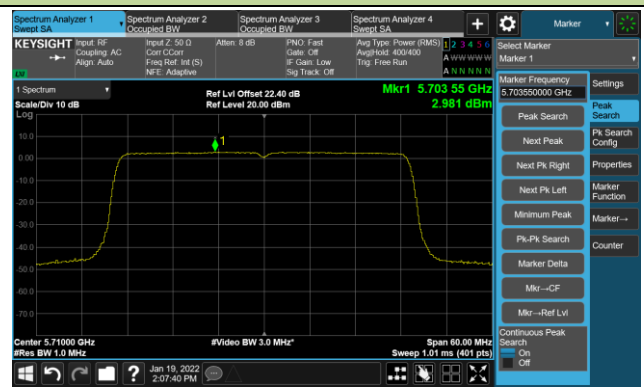 Spectrum Analyzer 1
Swept SA
Spectrum Analyzer 2
Occupied BW
Spectrum Analyzer 3
Occupied BW
Spectrum Analyzer 4
Swept SA
+
Marker
KEYSIGHT
Input: RF
Coupling: AC
Align: Auto
Input Z: 50 Ω
Corr CCorr
Freq Ref: Int (S)
NFE: Adaptive
Atten: 8 dB
PNO: Fast
Gate: Off
IF Gain: Low
Sig Track: Off
Avg Type: Power (RMS)
Avg|Hold: 400/400
Trig: Free Run
1 2 3 4 5 6
A W W W W W
A N N N N N
Select Marker
Marker 1
1 Spectrum
Scale/Div 10 dB
Log
Ref Lvl Offset 22.40 dB
Ref Level 20.00 dBm
Mkr1 5.703 55 GHz
2.981 dBm
10.0
0.00
-10.0
-20.0
-30.0
-40.0
-50.0
-60.0
-70.0
1
Center 5.71000 GHz
#Res BW 1.0 MHz
#Video BW 3.0 MHz*
Span 60.00 MHz
Sweep 1.01 ms (401 pts)
Marker Frequency
5.703550000 GHz
Peak Search
Next Peak
Next Pk Right
Next Pk Left
Minimum Peak
Pk-Pk Search
Marker Delta
Mkr→CF
Mkr→Ref Lvl
Continuous Peak
Search
On
Off
Settings
Peak
Search
Pk Search
Config
Properties
Marker
Function
Marker→
Counter
?
Jan 19, 2022
2:07:40 PM